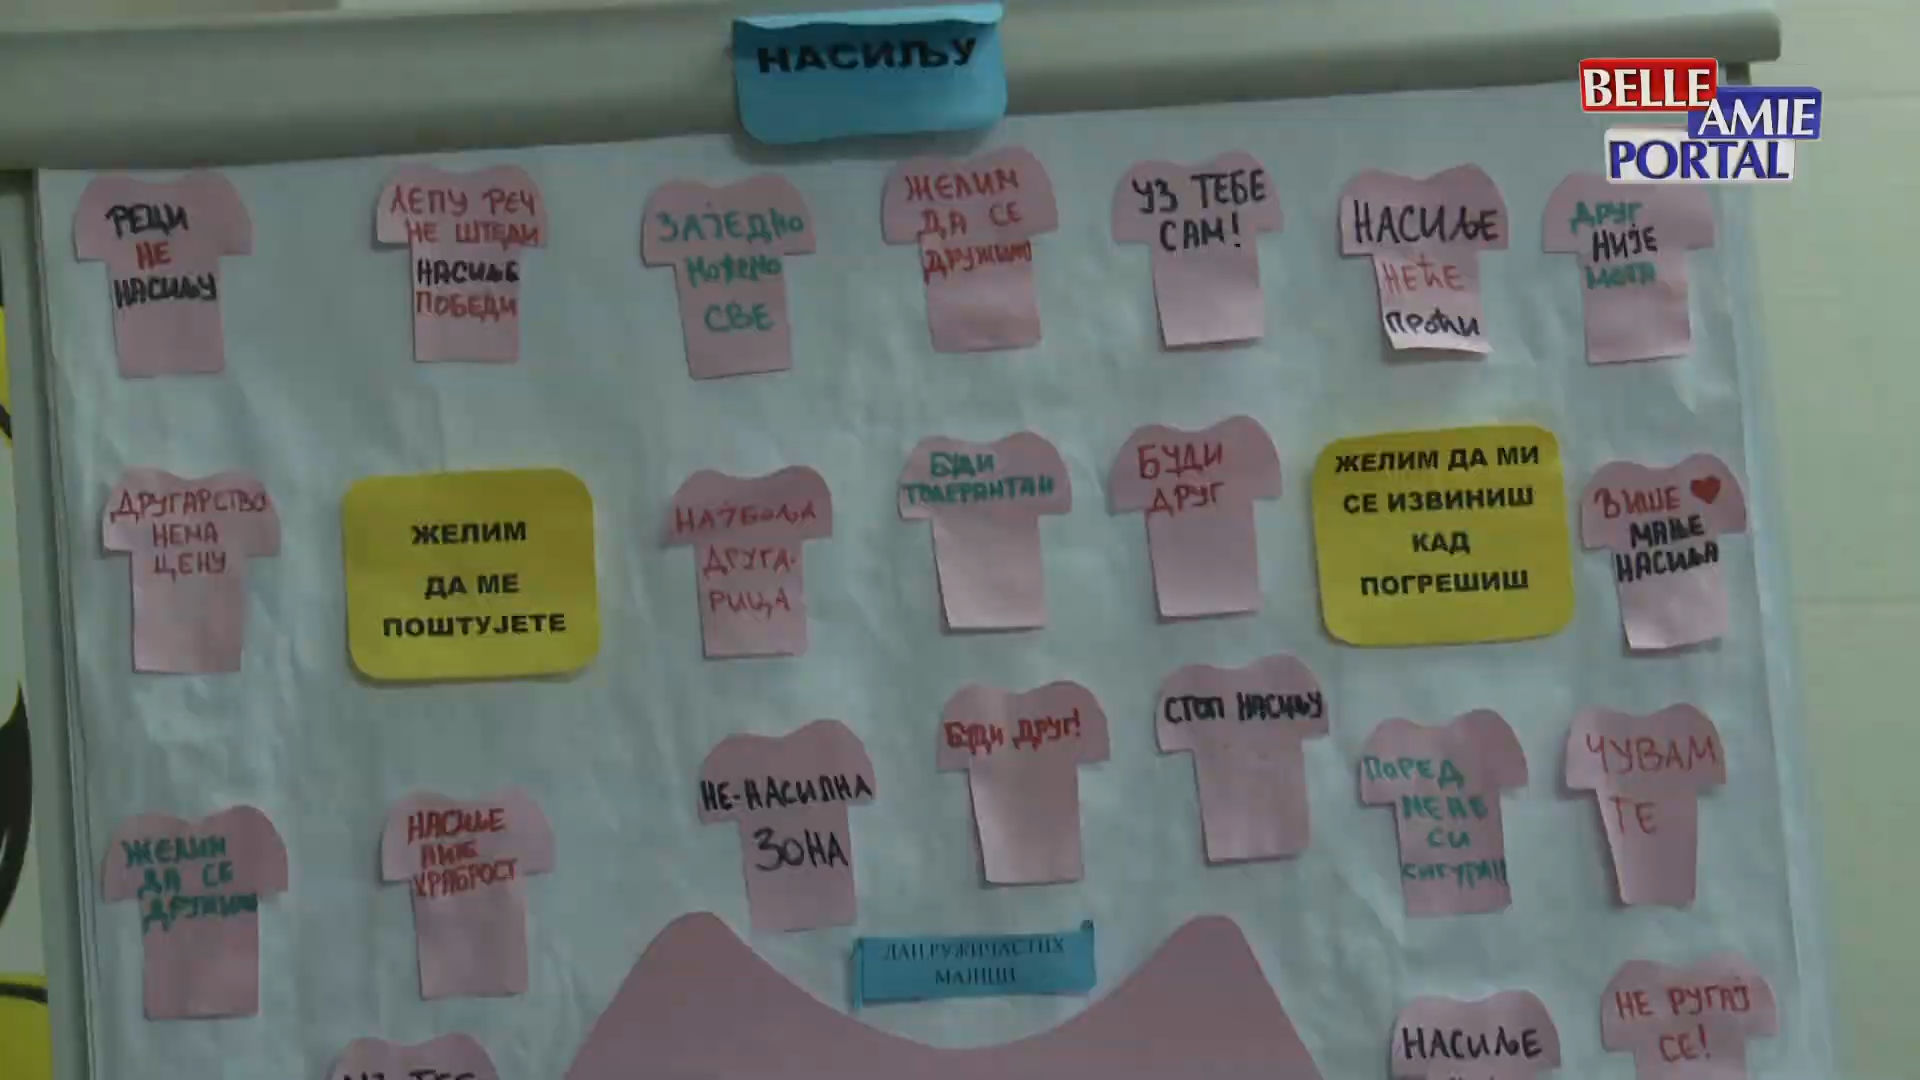 НАСИЉУ
BELLE
AMIE
PORTAL
РЕЦИ
НЕ
НАСИЉУ
ЛЕПУ РЕЧ
НЕ ШТЕДИ
НАСИЉЕ
ПОБЕДИ
ЗАЈЕДНО
МОЖЕМО
СВЕ
ЖЕЛИМ
ДА СЕ
ДРУЖИМО
УЗ ТЕБЕ
САМ!
НАСИЉЕ
НЕЋЕ
ПРОЋИ
ДРУГ
НИЈЕ
МЕТА
ДРУГАРСТВО
НЕМА
ЦЕНУ
ЖЕЛИМ
ДА МЕ
ПОШТУЈЕТЕ
НАЈБОЉА
ДРУГА-
РИЦА
БУДИ
ТОЛЕРАНТАН
БУДИ
ДРУГ
ЖЕЛИМ ДА МИ
СЕ ИЗВИНИШ
КАД
ПОГРЕШИШ
ВИШЕ ❤
МАЊЕ
НАСИЉА
ЖЕЛИМ
ДА СЕ
ДРУЖИМ
НАСИЉЕ
НИЈЕ
ХРАБРОСТ
НЕ-НАСИЛНА
ЗОНА
БУДИ ДРУГ!
СТОП НАСИЉУ
ПОРЕД
МЕНЕ
СИ
СИГУРАН
ЧУВАМ
ТЕ
ДАН РУЖИЧАСТИХ
МАЈИЦИ
УЗ ТЕБЕ
НАСИЉЕ
НЕ РУГАЈ
СЕ!